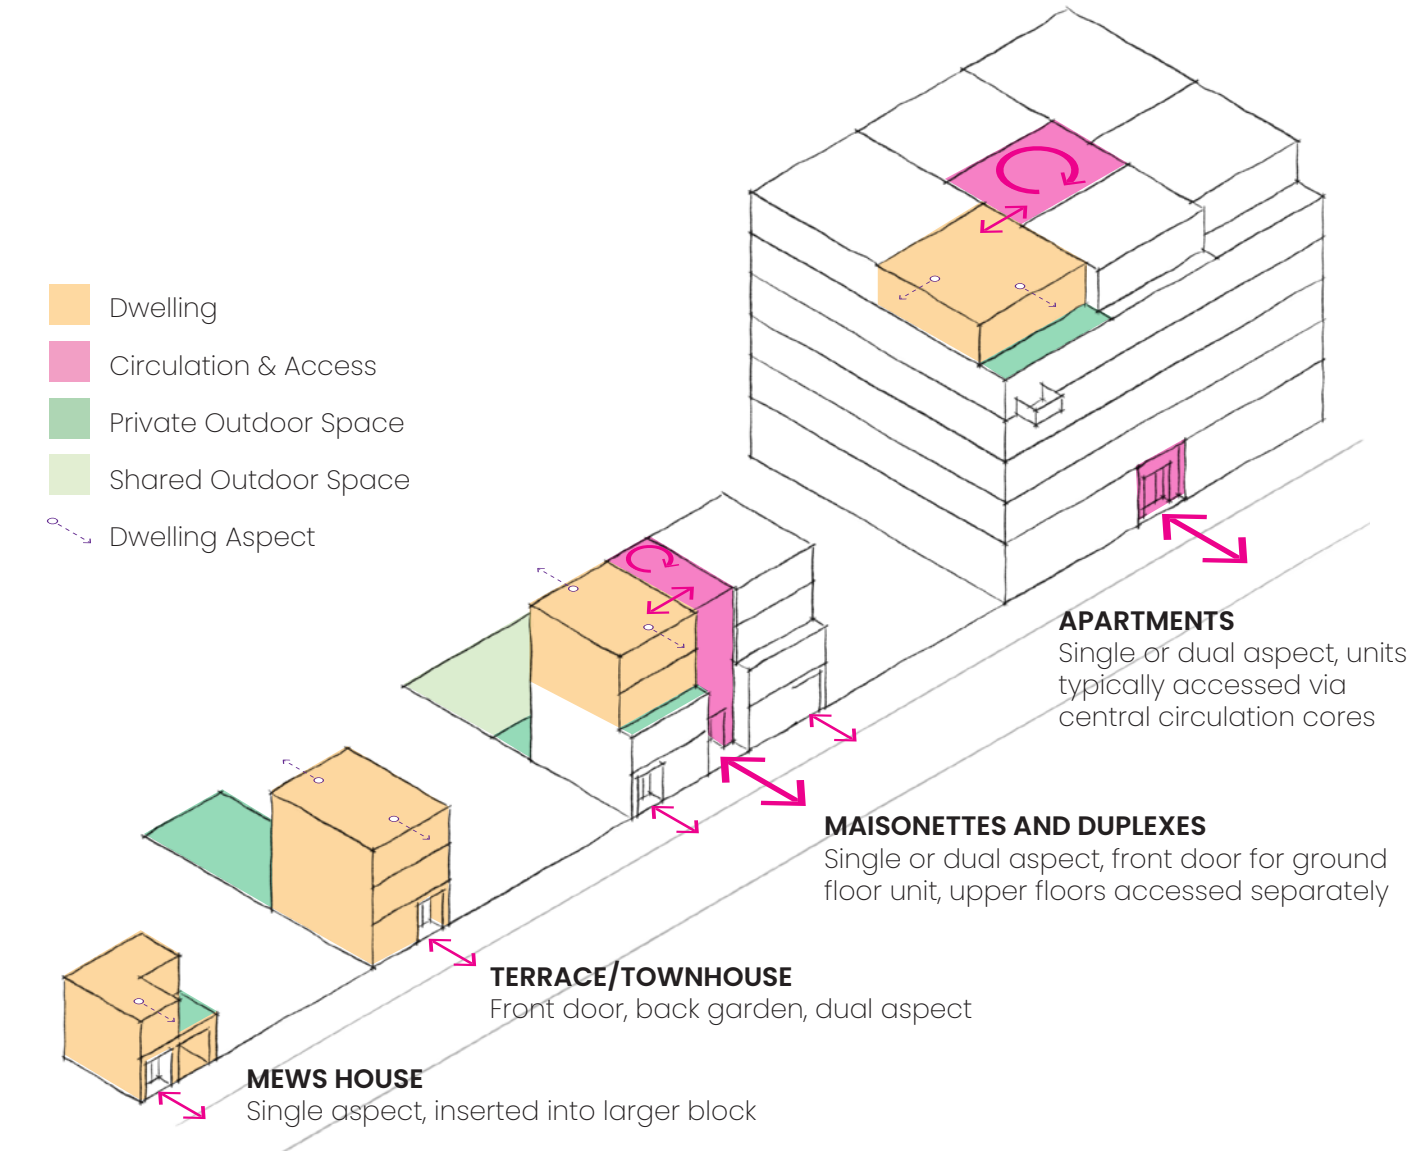 Dwelling
Circulation & Access
Private Outdoor Space
Shared Outdoor Space
Dwelling Aspect
APARTMENTS
Single or dual aspect, units
typically accessed via
central circulation cores
MAISONETTES AND DUPLEXES
Single or dual aspect, front door for ground
floor unit, upper floors accessed separately
TERRACE/TOWNHOUSE
Front door, back garden, dual aspect
MEWS HOUSE
Single aspect, inserted into larger block